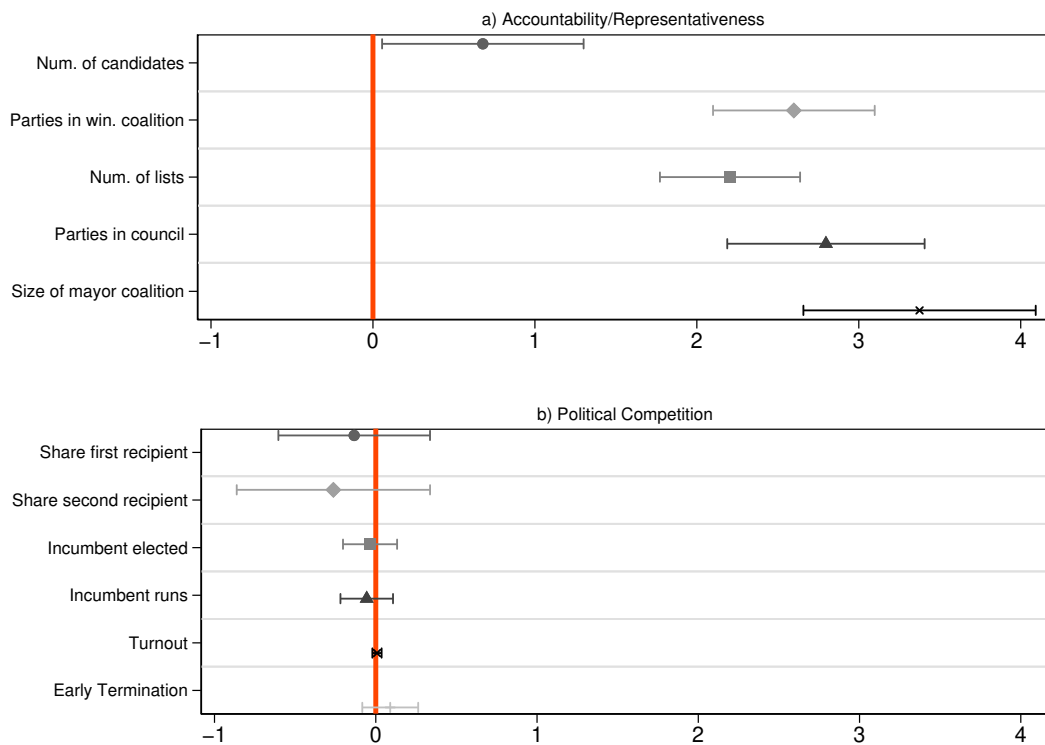 a) Accountability/Representativeness
Num. of candidates
Parties in win. coalition
Num. of lists
Parties in council
Size of mayor coalition
−1 0 1 2 3 4
b) Political Competition
Share first recipient
Share second recipient
Incumbent elected
Incumbent runs
Turnout
Early Termination
−1 0 1 2 3 4